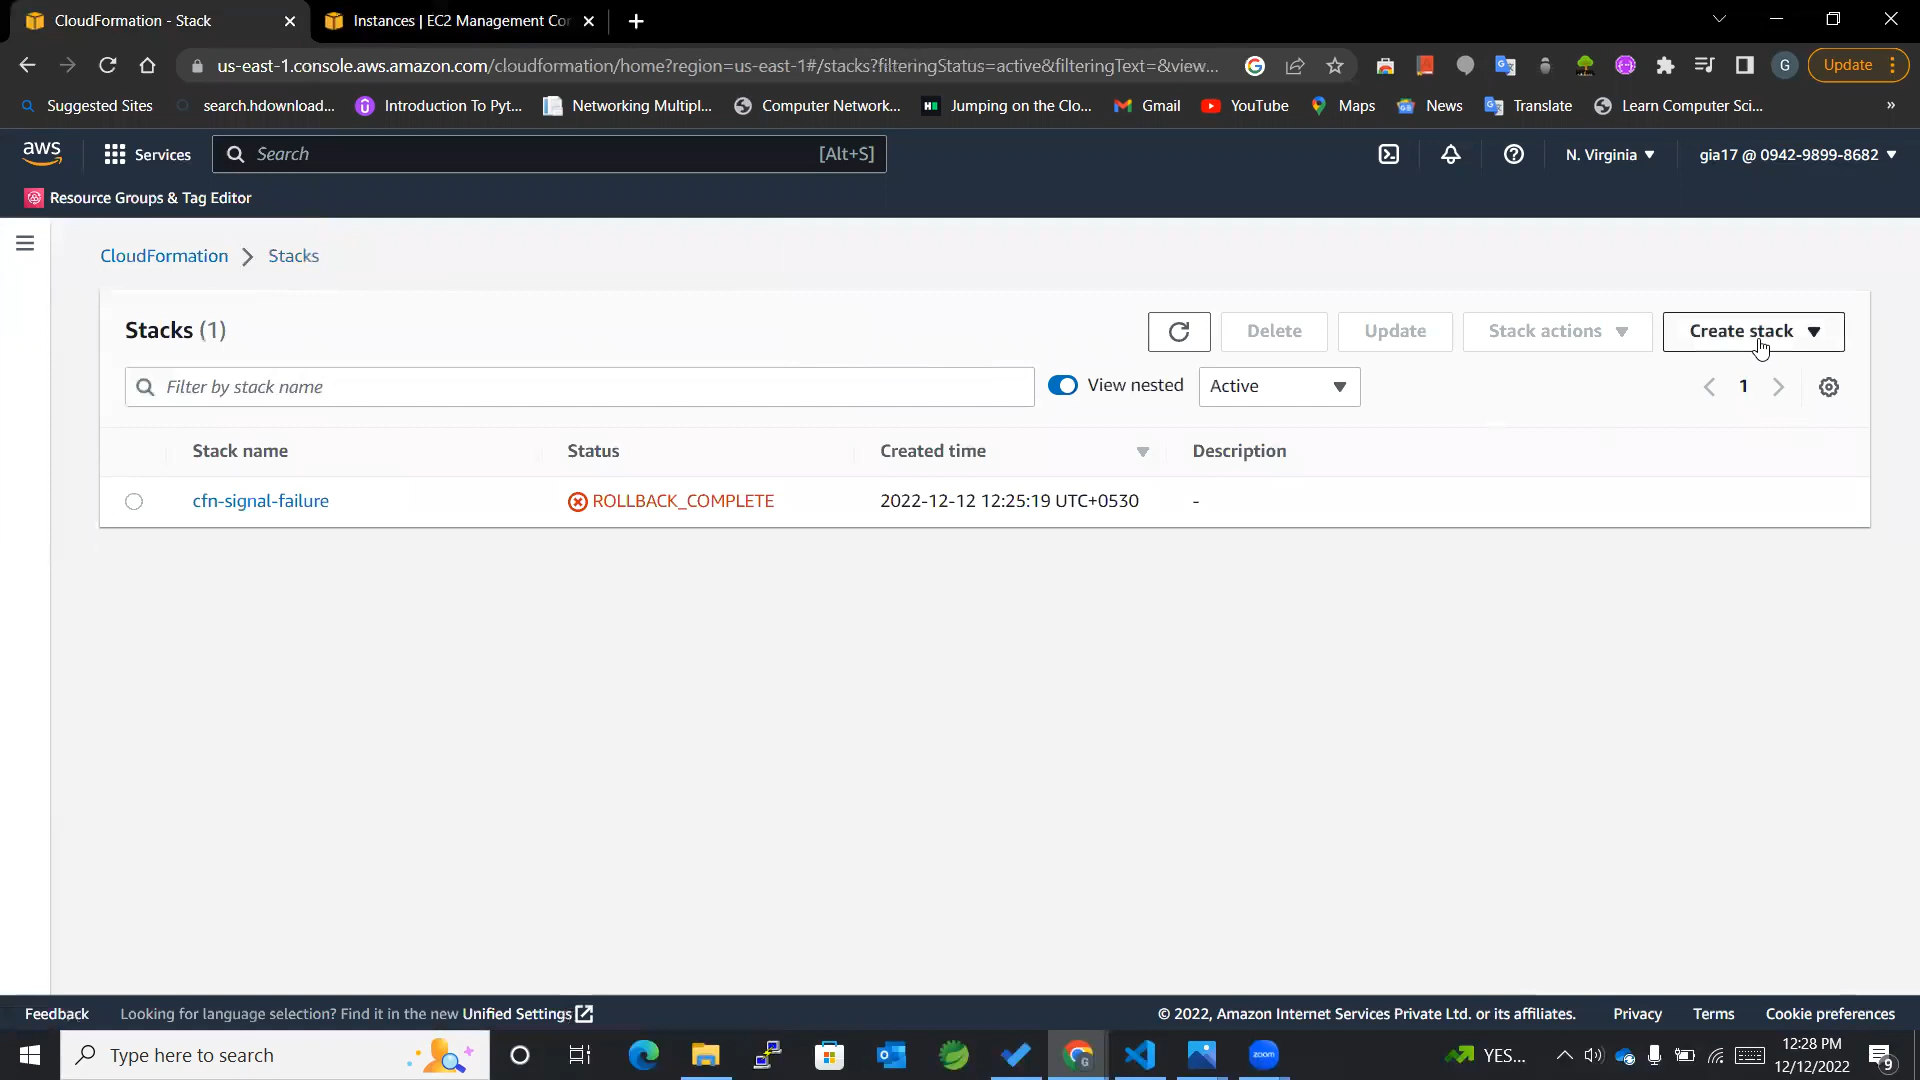 CloudFormation - Stack
Instances | EC2 Management Cor
us-east-1.console.aws.amazon.com/cloudformation/home?region=us-east-1#/stacks?filteringStatus=active&filteringText=&view...
G
Update
Suggested Sites
search.hdownload...
Introduction To Pyt...
Networking Multipl...
Computer Network...
Jumping on the Clo...
Gmail
YouTube
Maps
News
Translate
Learn Computer Sci...
»
aws
Services
Search
[Alt+S]
N. Virginia
gia17 @ 0942-9899-8682
Resource Groups & Tag Editor
CloudFormation
Stacks
Stacks (1)
Delete
Update
Stack actions
Create stack
Filter by stack name
View nested
Active
1
Stack name
Status
Created time
Description
cfn-signal-failure
ROLLBACK_COMPLETE
2022-12-12 12:25:19 UTC+0530
-
Feedback
Looking for language selection? Find it in the new Unified Settings
© 2022, Amazon Internet Services Private Ltd. or its affiliates.
Privacy
Terms
Cookie preferences
Type here to search
zoom
YES...
12:28 PM
12/12/2022
9